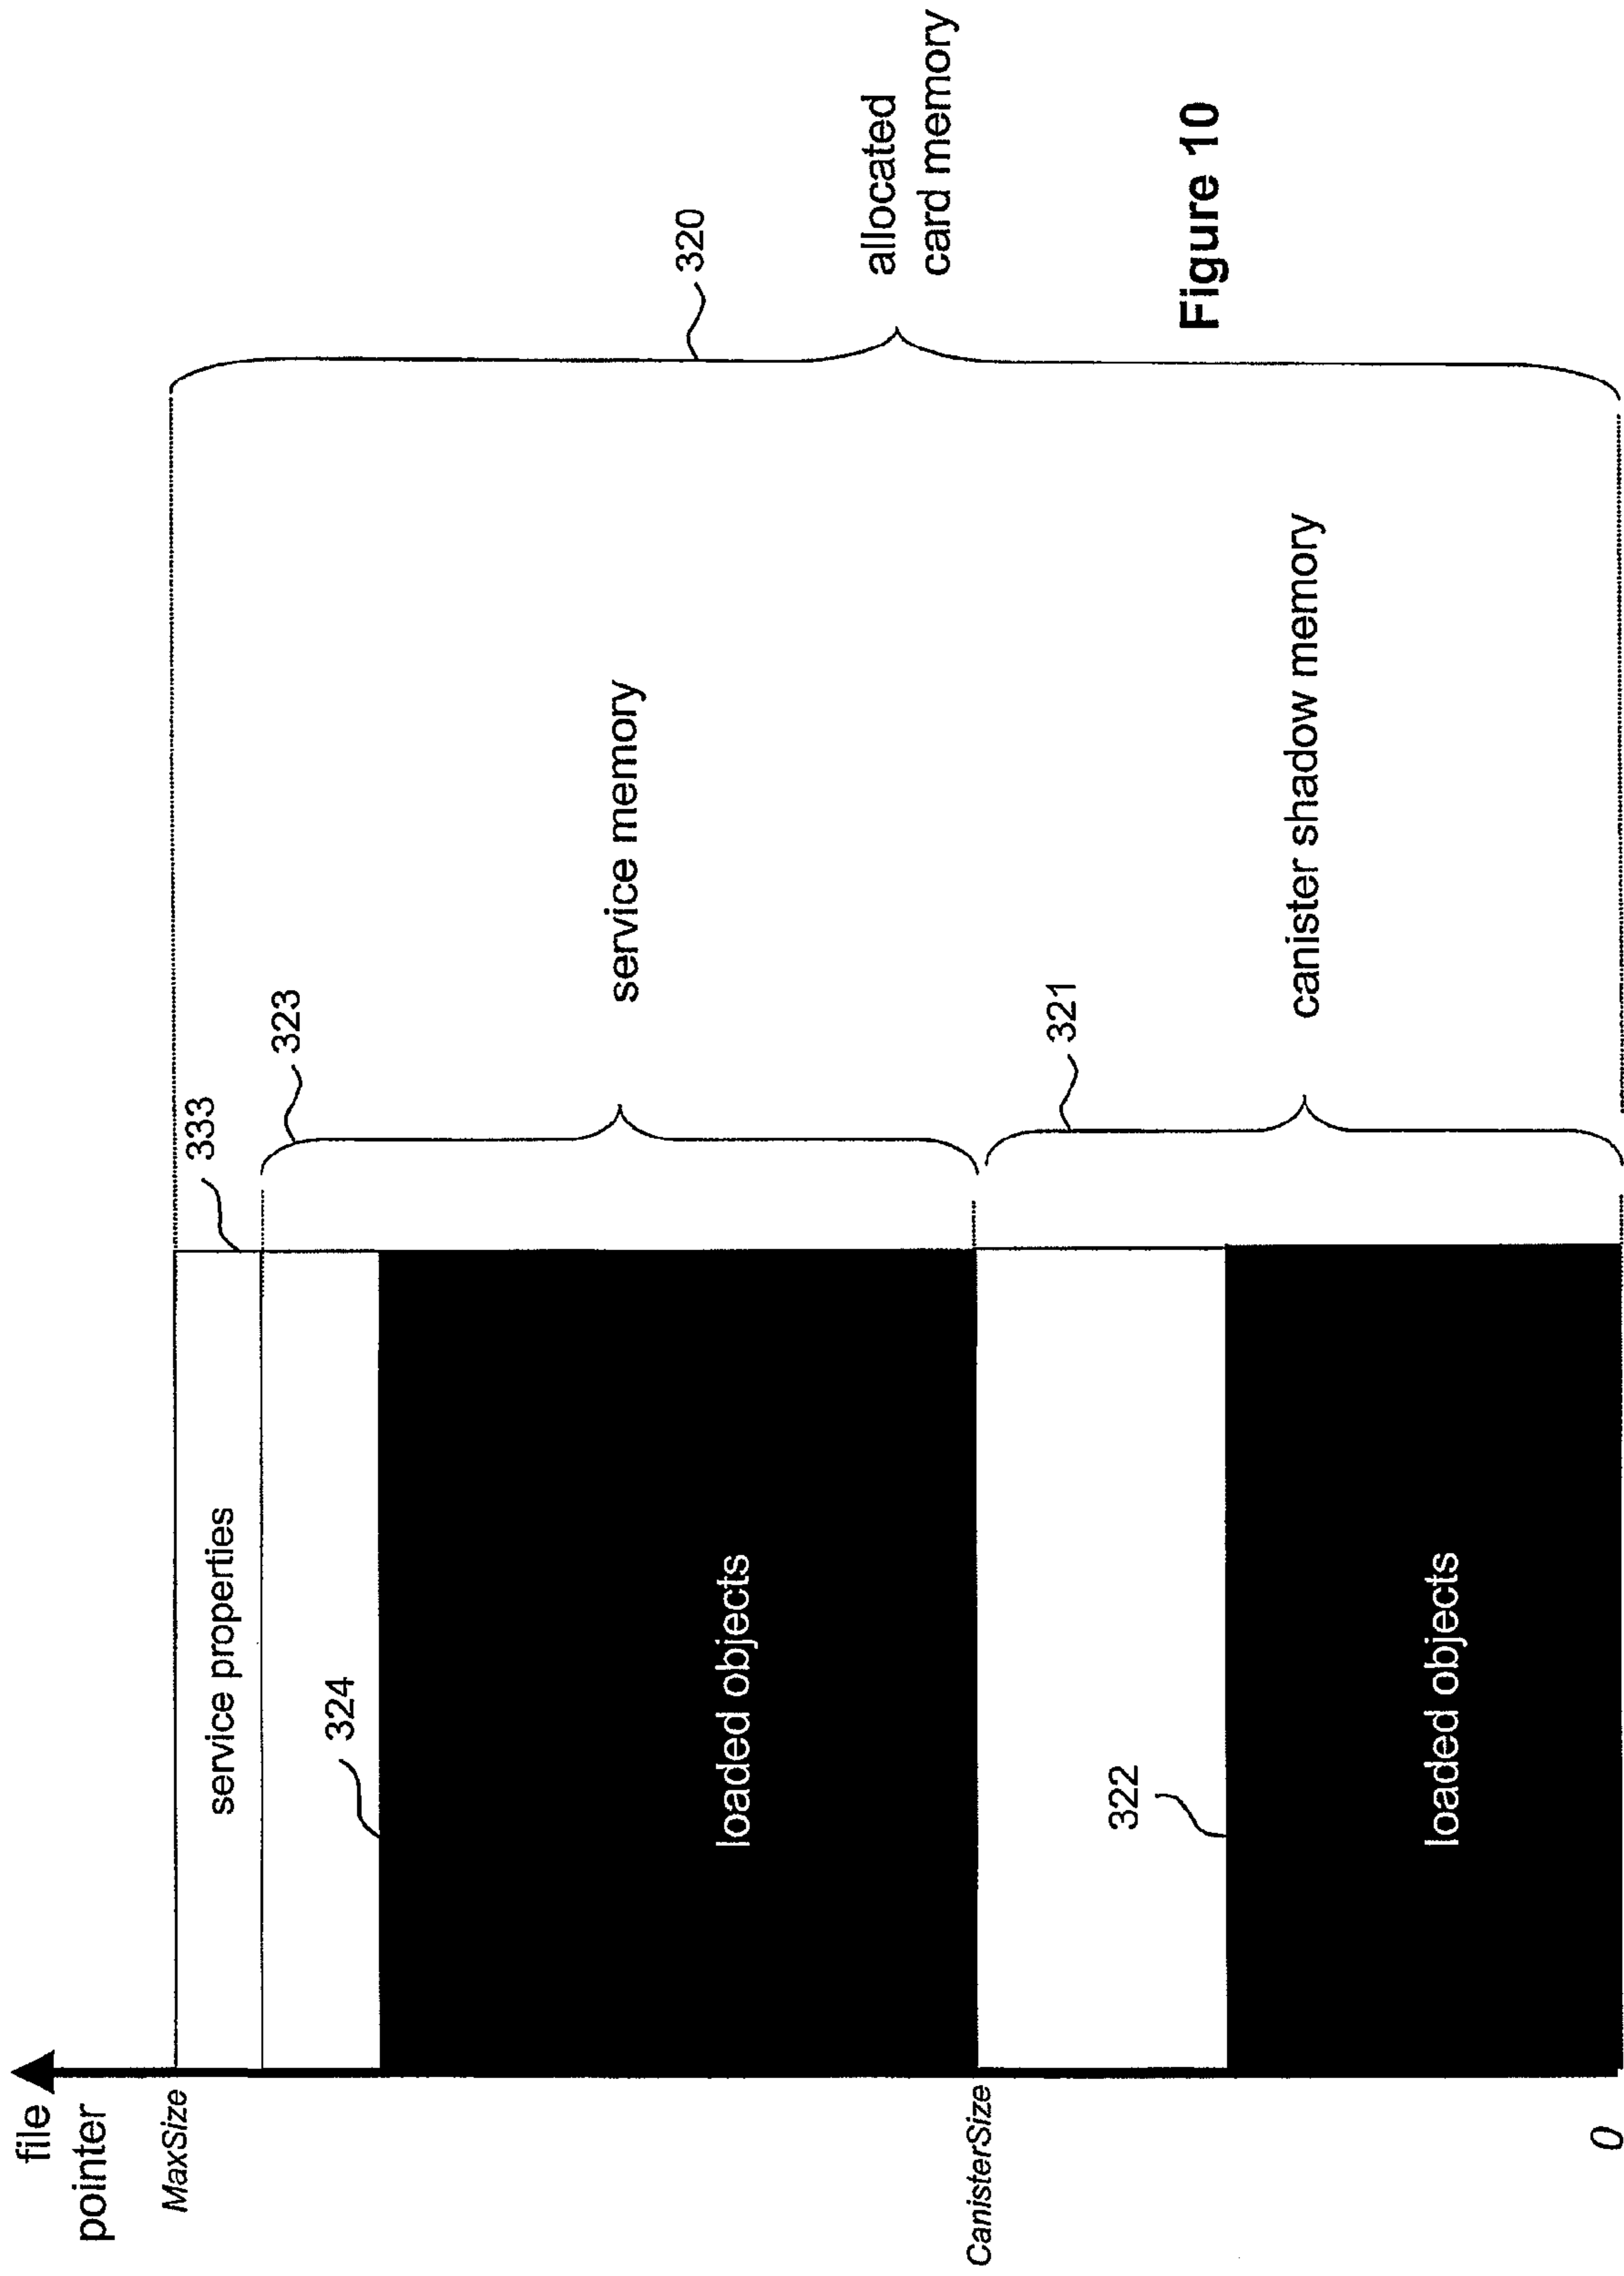 file
pointer
MaxSize
service properties
333
323
324
service memory
loaded objects
320
allocated
card memory
CanisterSize
321
322
canister shadow memory
loaded objects
0
Figure 10